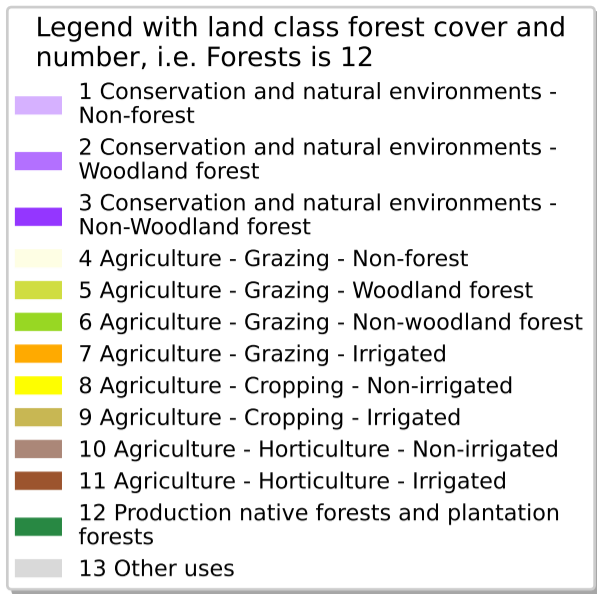 Legend with land class forest cover and
number, i.e. Forests is 12
1 Conservation and natural environments -
Non-forest
2 Conservation and natural environments -
Woodland forest
3 Conservation and natural environments -
Non-Woodland forest
4 Agriculture - Grazing - Non-forest
5 Agriculture - Grazing - Woodland forest
6 Agriculture - Grazing - Non-woodland forest
7 Agriculture - Grazing - Irrigated
8 Agriculture - Cropping - Non-irrigated
9 Agriculture - Cropping - Irrigated
10 Agriculture - Horticulture - Non-irrigated
11 Agriculture - Horticulture - Irrigated
12 Production native forests and plantation
forests
13 Other uses